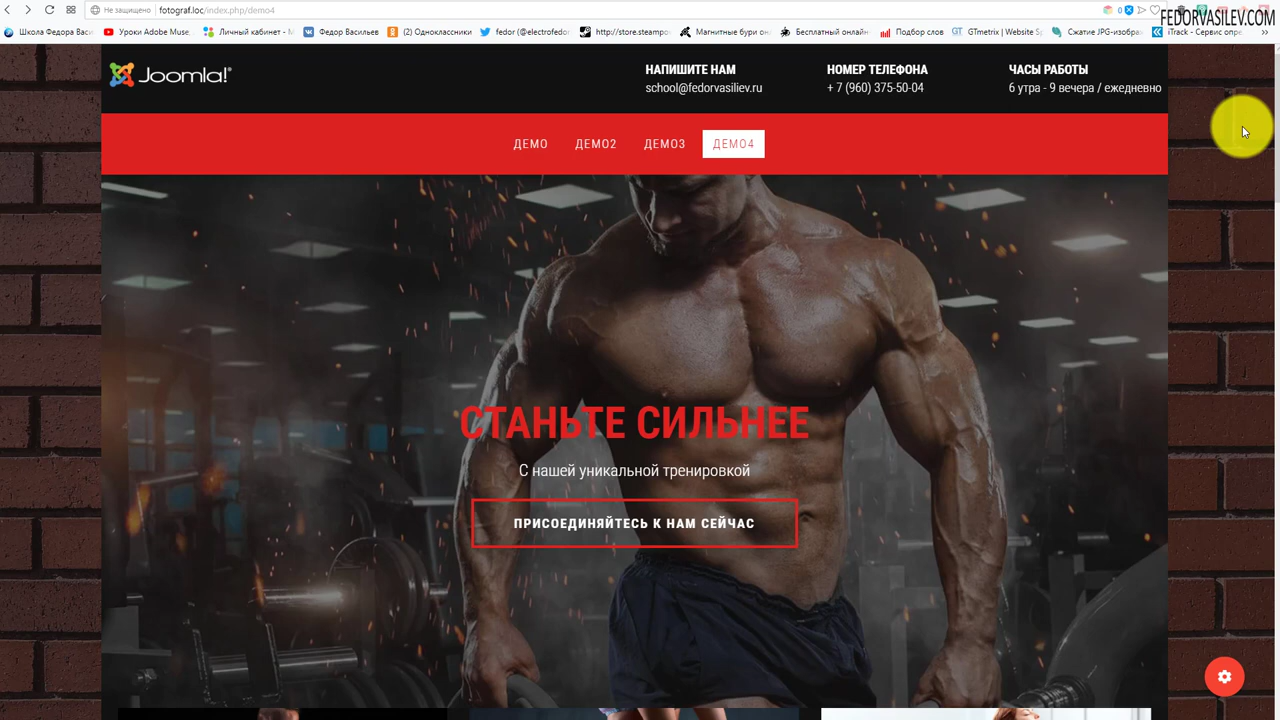 Не защищено fotograf.loc/index.php/demo4
0
FEDORVASILEV.COM
Школа Федора Васи
Уроки Adobe Muse
Личный кабинет - М
Федор Васильев
(2) Одноклассники
fedor (@electrofedor
http://store.steampo
Магнитные бури он
Бесплатный онлайн
Подбор слов
GTmetrix | Website Sp
Сжатие JPG-изображ
iTrack - Сервис опре
Joomla!
НАПИШИТЕ НАМ
school@fedorvasiliev.ru
НОМЕР ТЕЛЕФОНА
+ 7 (960) 375-50-04
ЧАСЫ РАБОТЫ
6 утра - 9 вечера / ежедневно
ДЕМО ДЕМО2 ДЕМО3 ДЕМО4
СТАНЬТЕ СИЛЬНЕЕ
С нашей уникальной тренировкой
ПРИСОЕДИНЯЙТЕСЬ К НАМ СЕЙЧАС